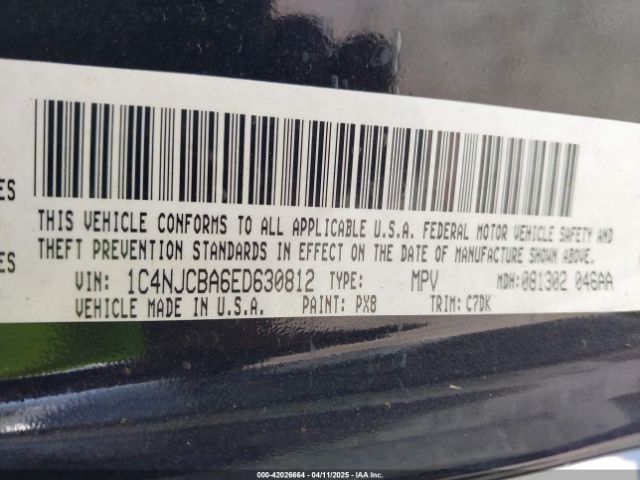 ES
THIS VEHICLE CONFORMS TO ALL APPLICABLE U.S.A. FEDERAL MOTOR VEHICLE SAFETY AND
ES THEFT PREVENTION STANDARDS IN EFFECT ON THE DATE OF MANUFACTURE SHOWN ABOVE.
VIN: 1C4NJCBA6ED630812 TYPE: MPV MDH: 081302 046AA
VEHICLE MADE IN U.S.A. PAINT: PX8 TRIM: C7DK
000-42026664 - 04/11/2025 - IAA Inc.